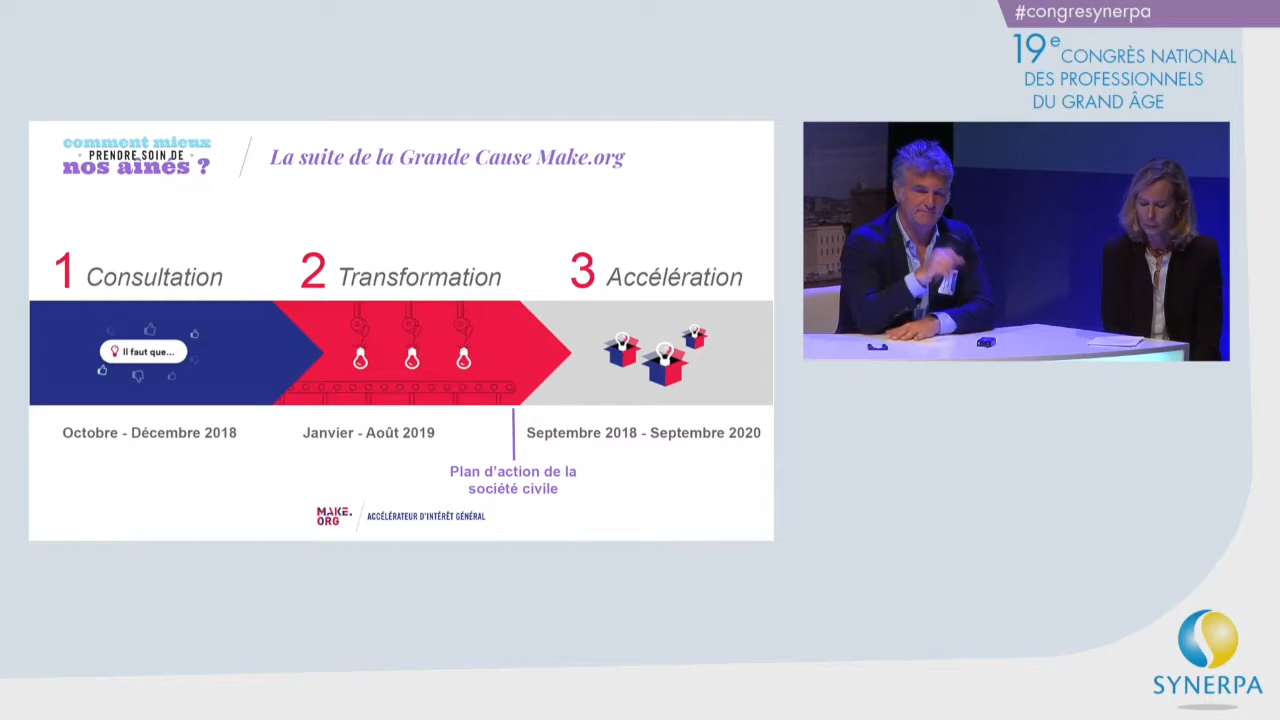 #congresynerpa
19e CONGRÈS NATIONAL
DES PROFESSIONNELS
DU GRAND ÂGE
comment mieux
PRENDRE SOIN DE
nos aînés ?
La suite de la Grande Cause Make.org
1 Consultation
2 Transformation
3 Accélération
Il faut que...
Octobre - Décembre 2018
Janvier - Août 2019
Septembre 2018 - Septembre 2020
Plan d'action de la
société civile
MAKE.
ORG
ACCÉLÉRATEUR D'INTÉRÊT GÉNÉRAL
SYNERPA